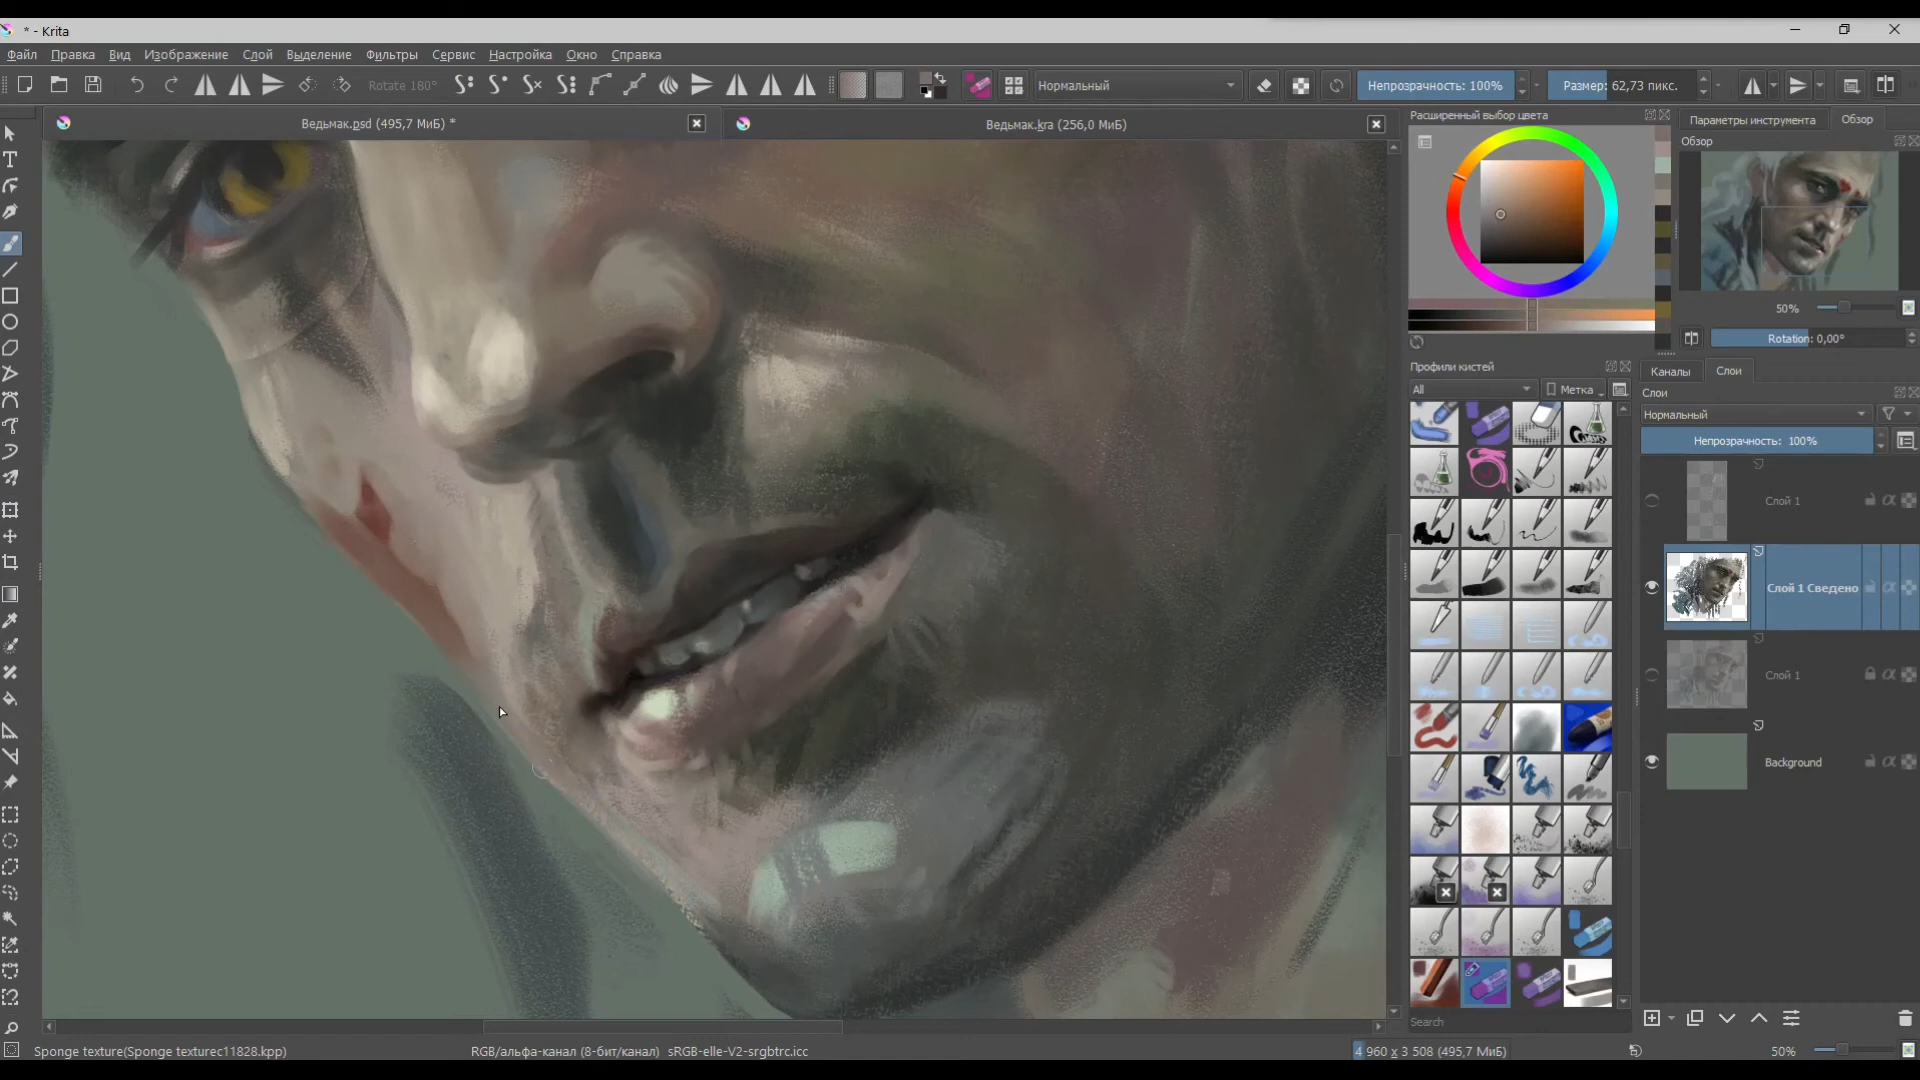 * - Krita
Файл Правка Вид Изображение Слой Выделение Фильтры Сервис Настройка Окно Справка
Rotate 180° Нормальный Непрозрачность: 100% Размер: 62,73 пикс.
Ведьмак.psd (495,7 МиБ) *
Ведьмак.kra (256,0 МиБ)
Расширенный выбор цвета
Параметры инструмента Обзор
Обзор
50%
Rotation: 0,00°
Профили кистей
All Метка
Search
Каналы Слои
Слои
Нормальный
Непрозрачность: 100%
Слой 1
Слой 1 Сведено
Слой 1
Background
Sponge texture(Sponge texturec11828.kpp)
RGB/альфа-канал (8-бит/канал) sRGB-elle-V2-srgbtrc.icc
4 960 x 3 508 (495,7 МиБ)
50%